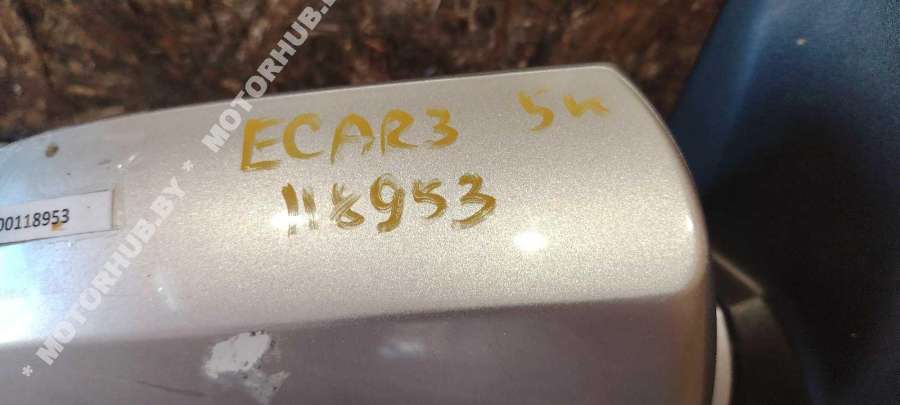 ECAR3 5к
118953
00118953
MOTORHUB.BY * MOTORHUB.BY
* MOTORHUB.BY *